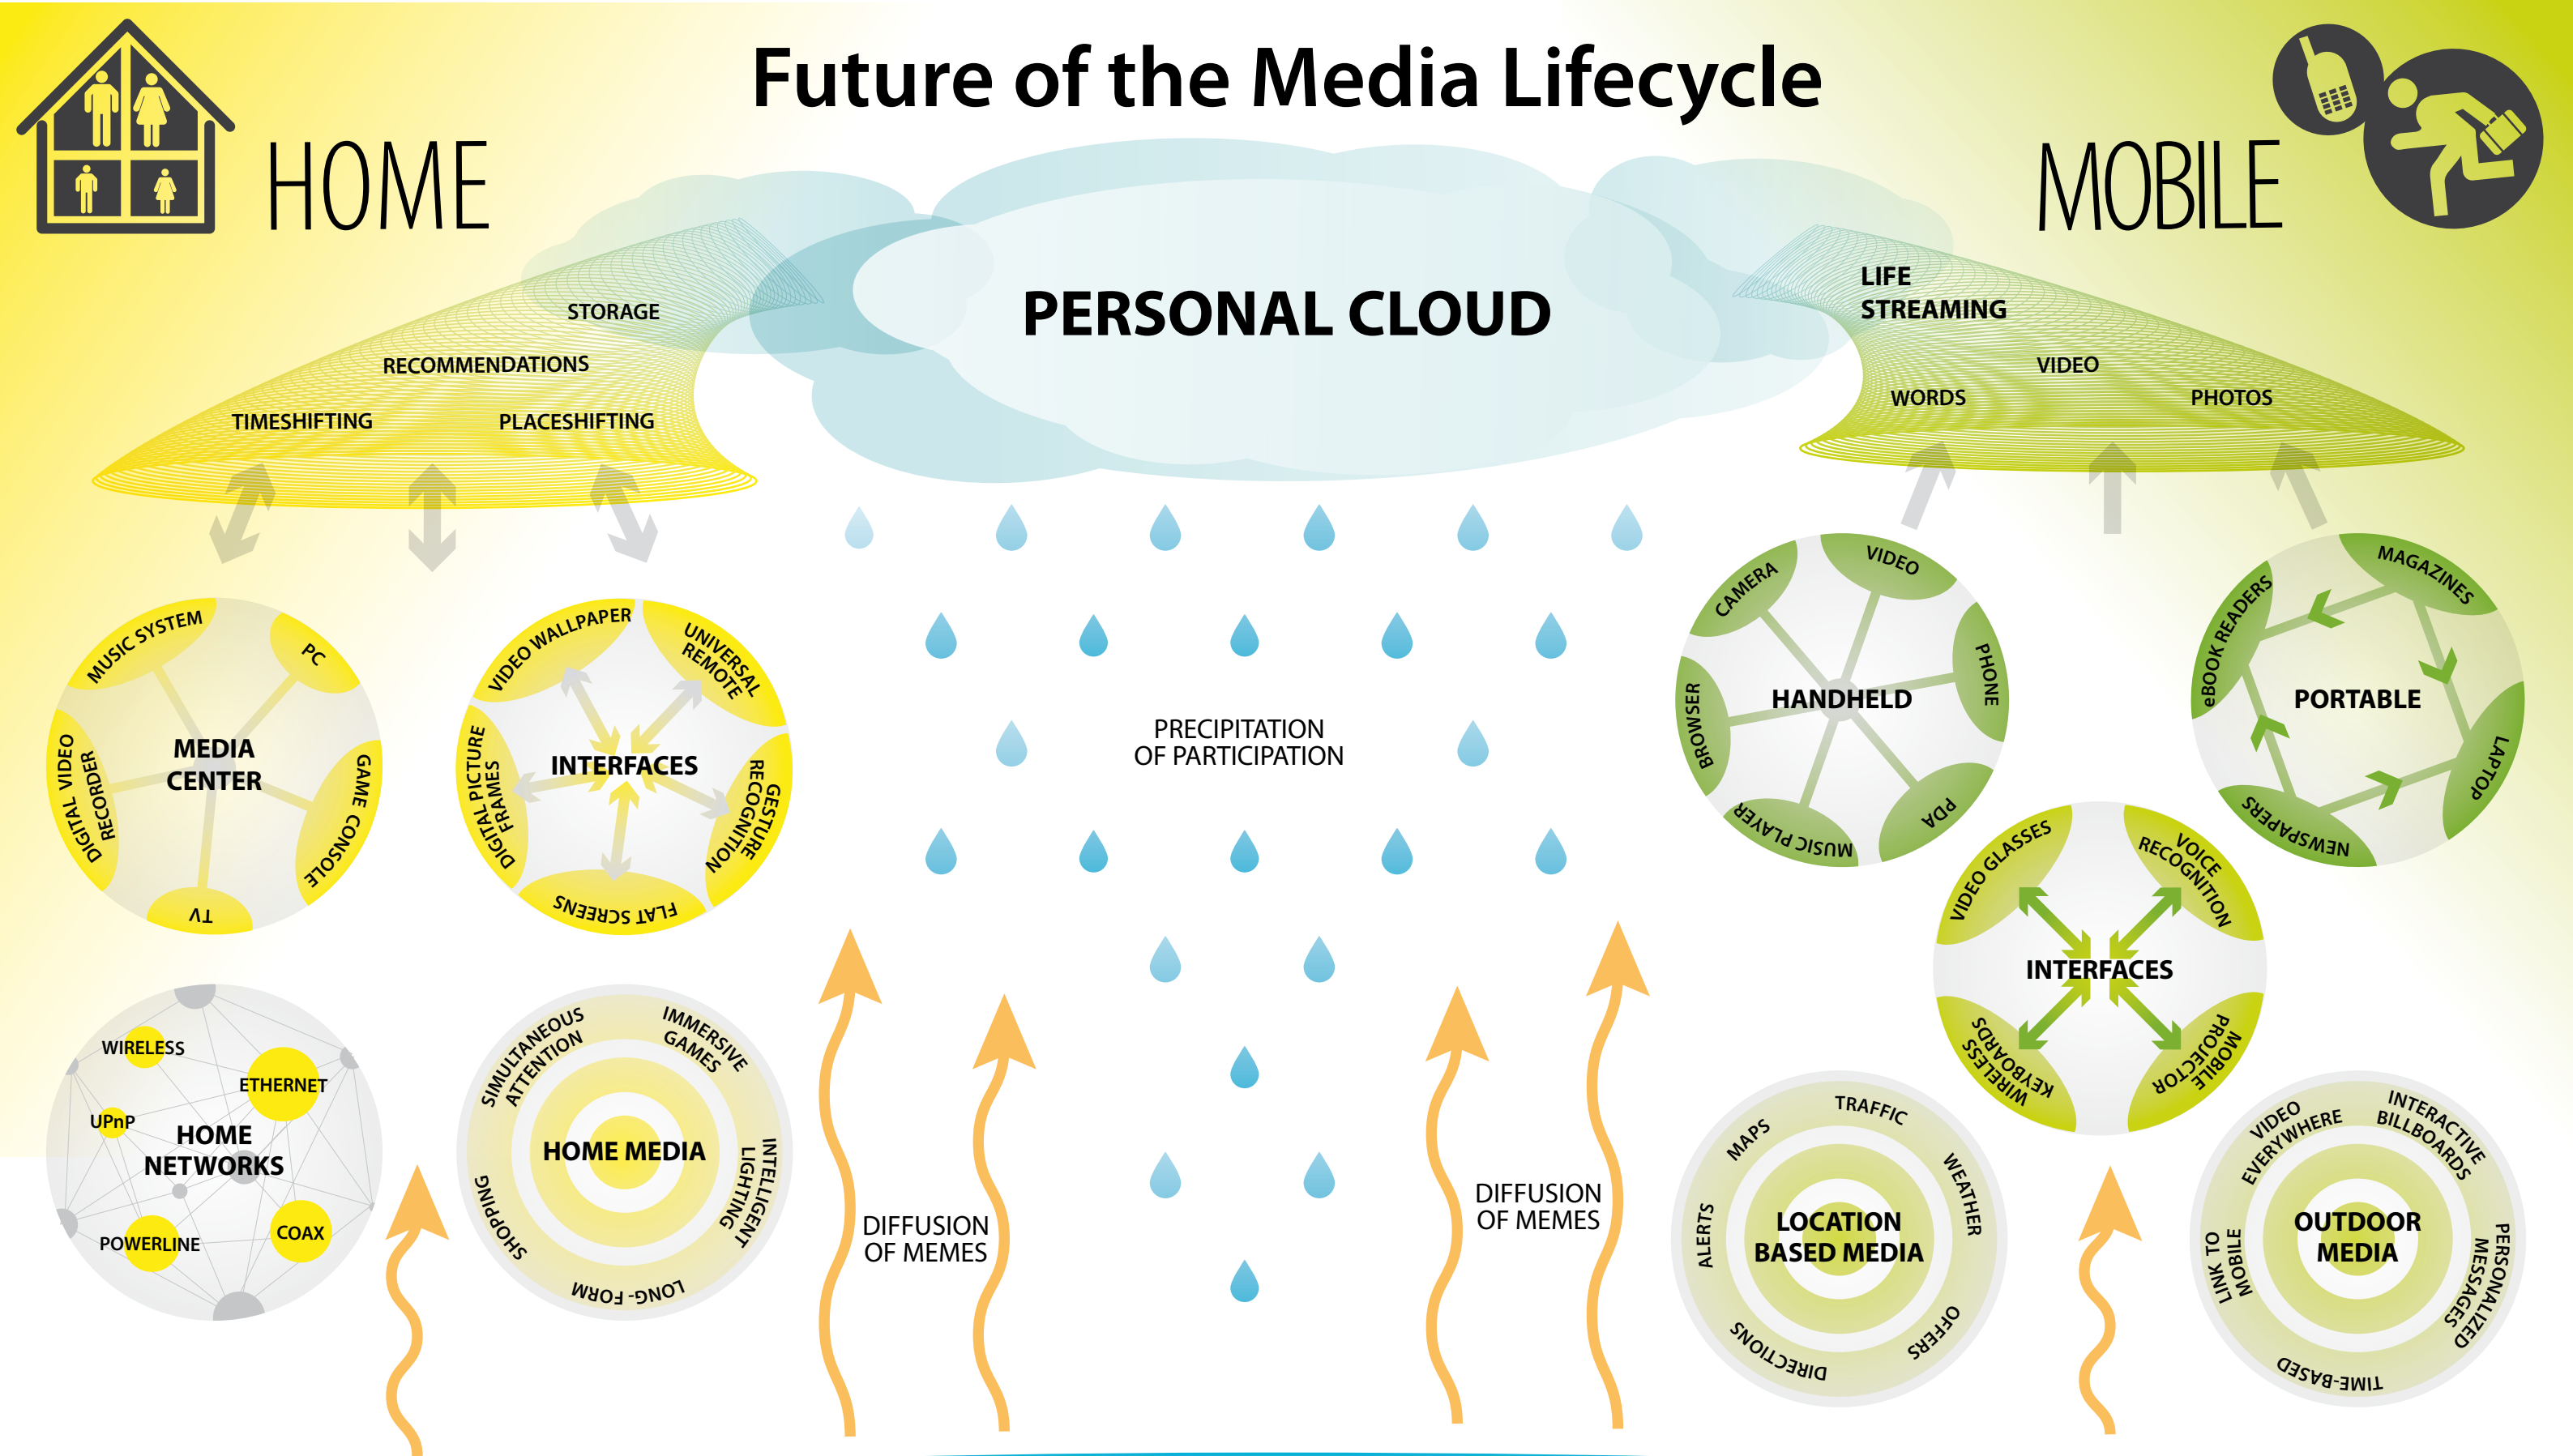 Future of the Media Lifecycle
HOME
MOBILE
PERSONAL CLOUD
STORAGE
RECOMMENDATIONS
TIMESHIFTING
PLACESHIFTING
LIFE
STREAMING
VIDEO
WORDS
PHOTOS
MEDIA
CENTER
MUSIC SYSTEM
PC
GAME CONSOLE
TV
DIGITAL VIDEO
RECORDER
INTERFACES
VIDEO WALLPAPER
UNIVERSAL
REMOTE
GESTURE
RECOGNITION
FLAT SCREENS
DIGITAL PICTURE
FRAMES
HOME
NETWORKS
WIRELESS
ETHERNET
UPnP
POWERLINE
COAX
HOME MEDIA
SIMULTANEOUS
ATTENTION
IMMERSIVE
GAMES
INTELLIGENT
LIGHTING
LONG- FORM
SHOPPING
PRECIPITATION
OF PARTICIPATION
DIFFUSION
OF MEMES
DIFFUSION
OF MEMES
HANDHELD
CAMERA
VIDEO
PHONE
PDA
MUSIC PLAYER
BROWSER
PORTABLE
MAGAZINES
LAPTOP
NEWSPAPERS
eBOOK READERS
INTERFACES
VIDEO GLASSES
VOICE
RECOGNITION
MOBILE
PROJECTOR
WIRELESS
KEYBOARDS
LOCATION
BASED MEDIA
MAPS
TRAFFIC
WEATHER
OFFERS
DIRECTIONS
ALERTS
OUTDOOR
MEDIA
VIDEO
EVERYWHERE
INTERACTIVE
BILLBOARDS
PERSONALIZED
MESSAGES
TIME-BASED
LINK TO
MOBILE